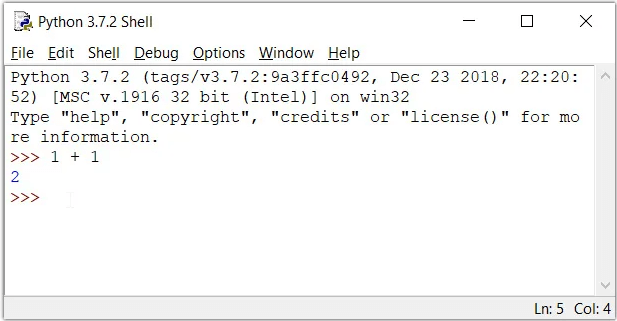 Python 3.7.2 Shell
File Edit Shell Debug Options Window Help
Python 3.7.2 (tags/v3.7.2:9a3ffc0492, Dec 23 2018, 22:20:
52) [MSC v.1916 32 bit (Intel)] on win32
Type "help", "copyright", "credits" or "license()" for mo
re information.
>>> 1 + 1
2
>>>
Ln: 5 Col: 4